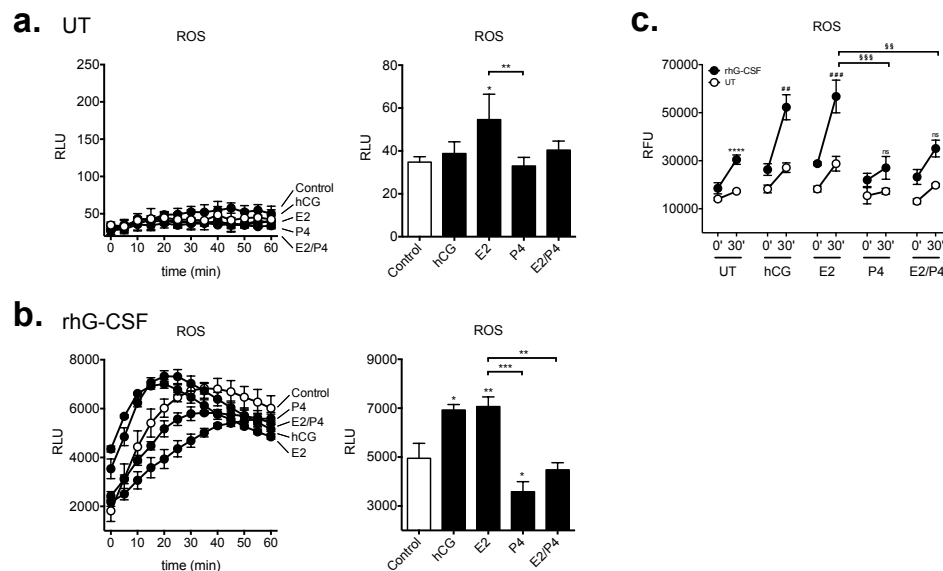 a. UT
ROS
250
200
150
100
50
RLU
0 10 20 30 40 50 60
time (min)
Control
hCG
E2
P4
E2/P4
ROS
80
60
40
20
0
RLU
*
**
Control hCG E2 P4 E2/P4
c.
ROS
70000
50000
30000
10000
RFU
rhG-CSF
UT
§§
§§§
****
##
###
ns
ns
0' 30' 0' 30' 0' 30' 0' 30' 0' 30'
UT hCG E2 P4 E2/P4
b. rhG-CSF
ROS
8000
6000
4000
2000
RLU
0 10 20 30 40 50 60
time (min)
Control
P4
E2/P4
hCG
E2
ROS
9000
7000
5000
3000
RLU
**
***
*
**
*
Control hCG E2 P4 E2/P4